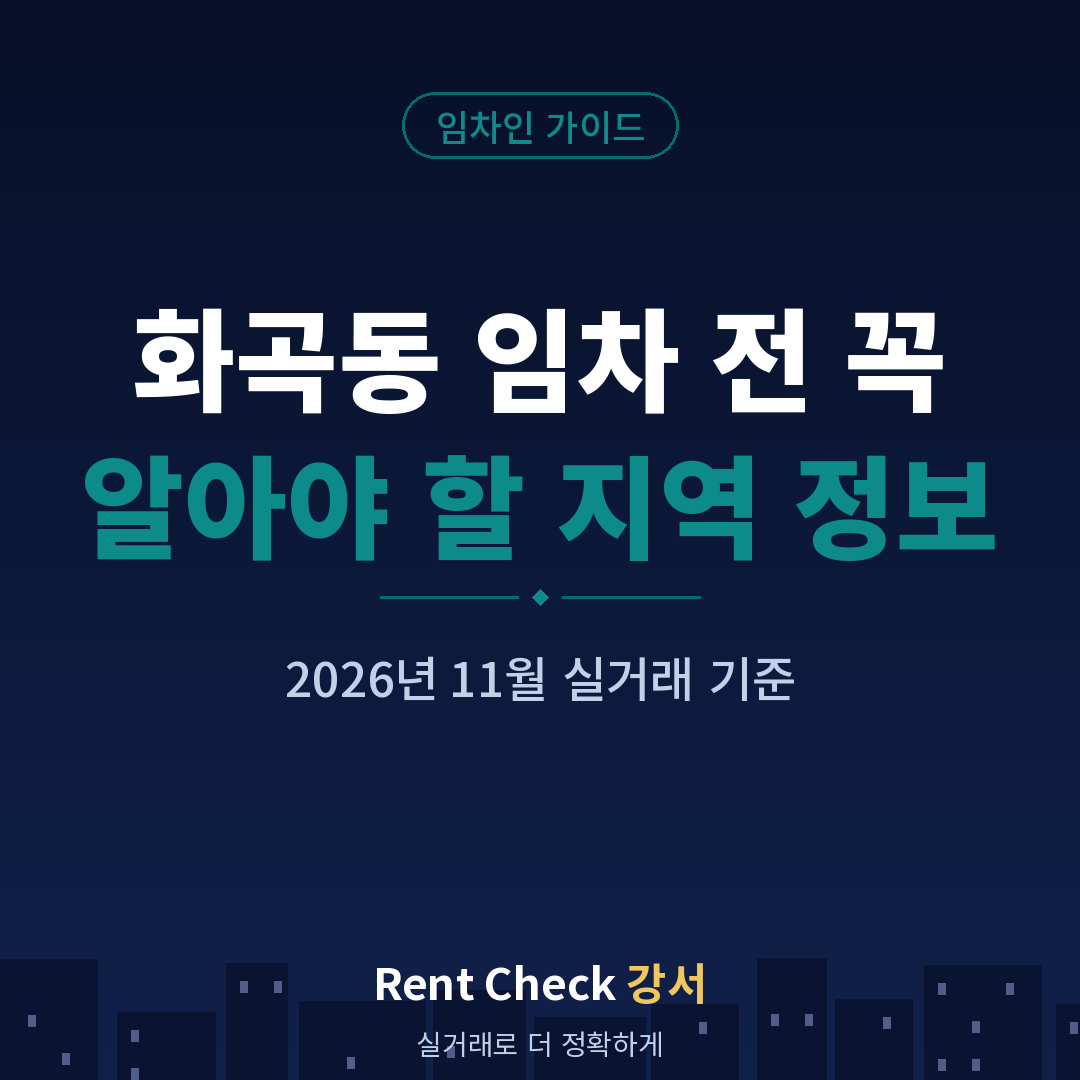 임차인 가이드
화곡동 임차 전 꼭
알아야 할 지역 정보
2026년 11월 실거래 기준
Rent Check 강서
실거래로 더 정확하게